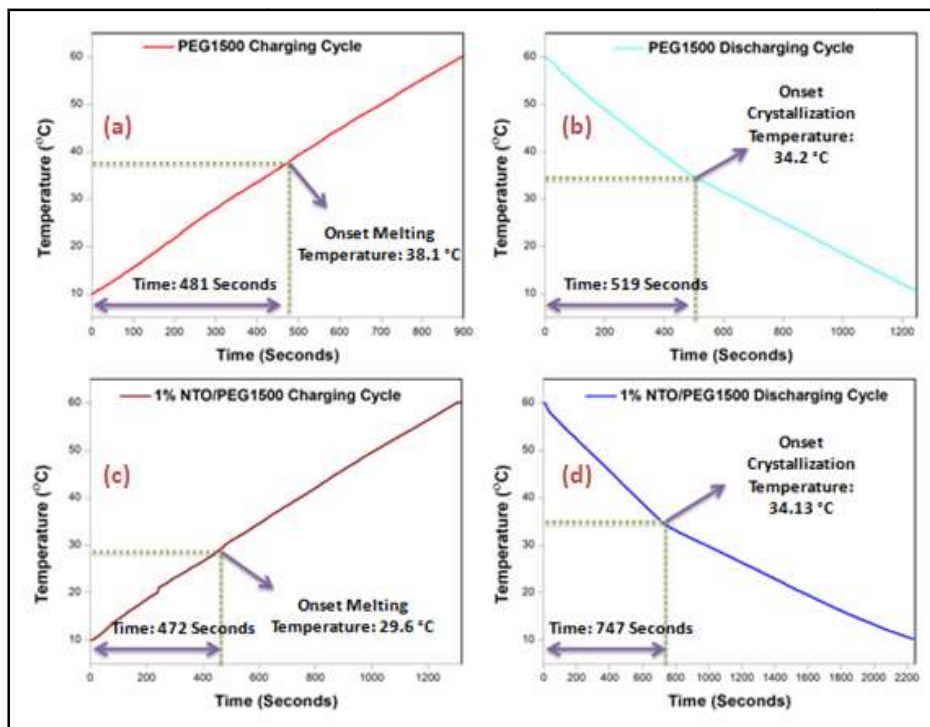 PEG1500 Charging Cycle
(a)
Temperature (°C)
60
50
40
30
20
10
Onset Melting
Temperature: 38.1 °C
Time: 481 Seconds
0 100 200 300 400 500 600 700 800 900
Time (Seconds)
PEG1500 Discharging Cycle
(b)
Temperature (°C)
60
50
40
30
20
10
Onset
Crystallization
Temperature:
34.2 °C
Time: 519 Seconds
0 200 400 600 800 1000 1200
Time (Seconds)
1% NTO/PEG1500 Charging Cycle
(c)
Temperature (°C)
60
50
40
30
20
10
Onset Melting
Temperature: 29.6 °C
Time: 472 Seconds
0 200 400 600 800 1000 1200
Time (Seconds)
1% NTO/PEG1500 Discharging Cycle
(d)
Temperature (°C)
60
50
40
30
20
10
Onset
Crystallization
Temperature:
34.13 °C
Time: 747 Seconds
0 200 400 600 800 1000 1200 1400 1600 1800 2000 2200
Time (Seconds)